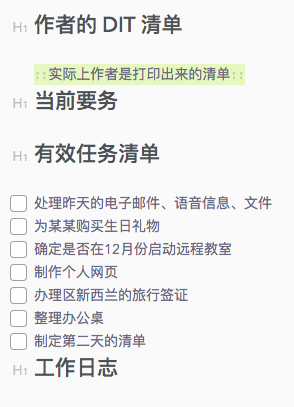 H1 作者的 DIT 清单
::实际上作者是打印出来的清单::
H1 当前要务
H1 有效任务清单
处理昨天的电子邮件、语音信息、文件
为某某购买生日礼物
确定是否在12月份启动远程教室
制作个人网页
办理区新西兰的旅行签证
整理办公桌
制定第二天的清单
H1 工作日志